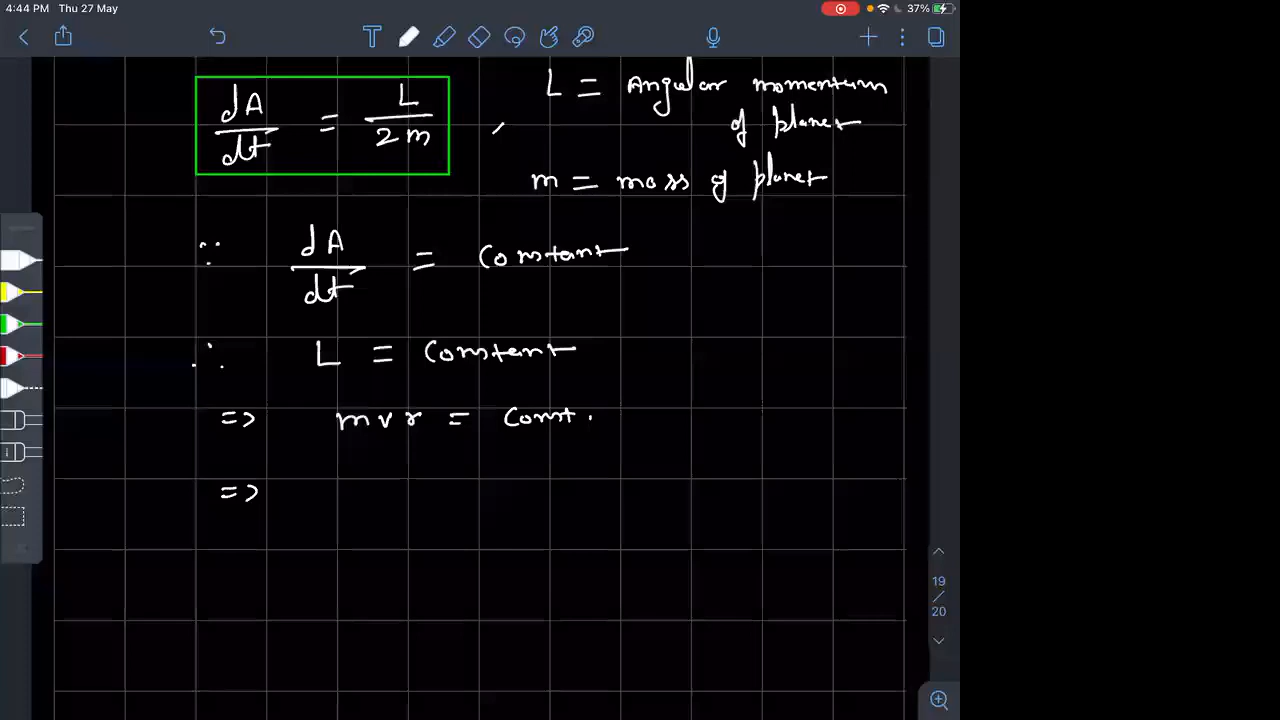 4:44 PM Thu 27 May 37%
T
dA/dt = L/2m , L = Angular momentum
of planet
m = mass of planet
∵ dA/dt = Constant
∴ L = Constant
=> mvr = Const.
=>
19
/
20